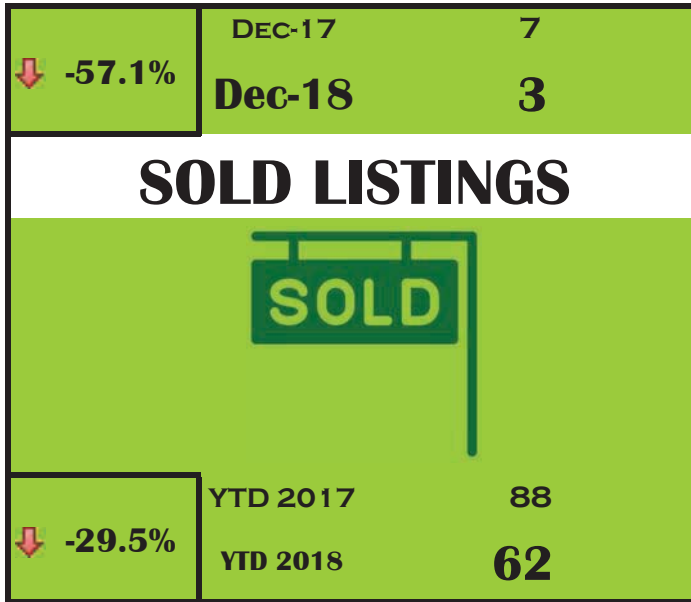 DEC-17 7
-57.1%
Dec-18 3
SOLD LISTINGS
SOLD
YTD 2017 88
-29.5%
YTD 2018 62